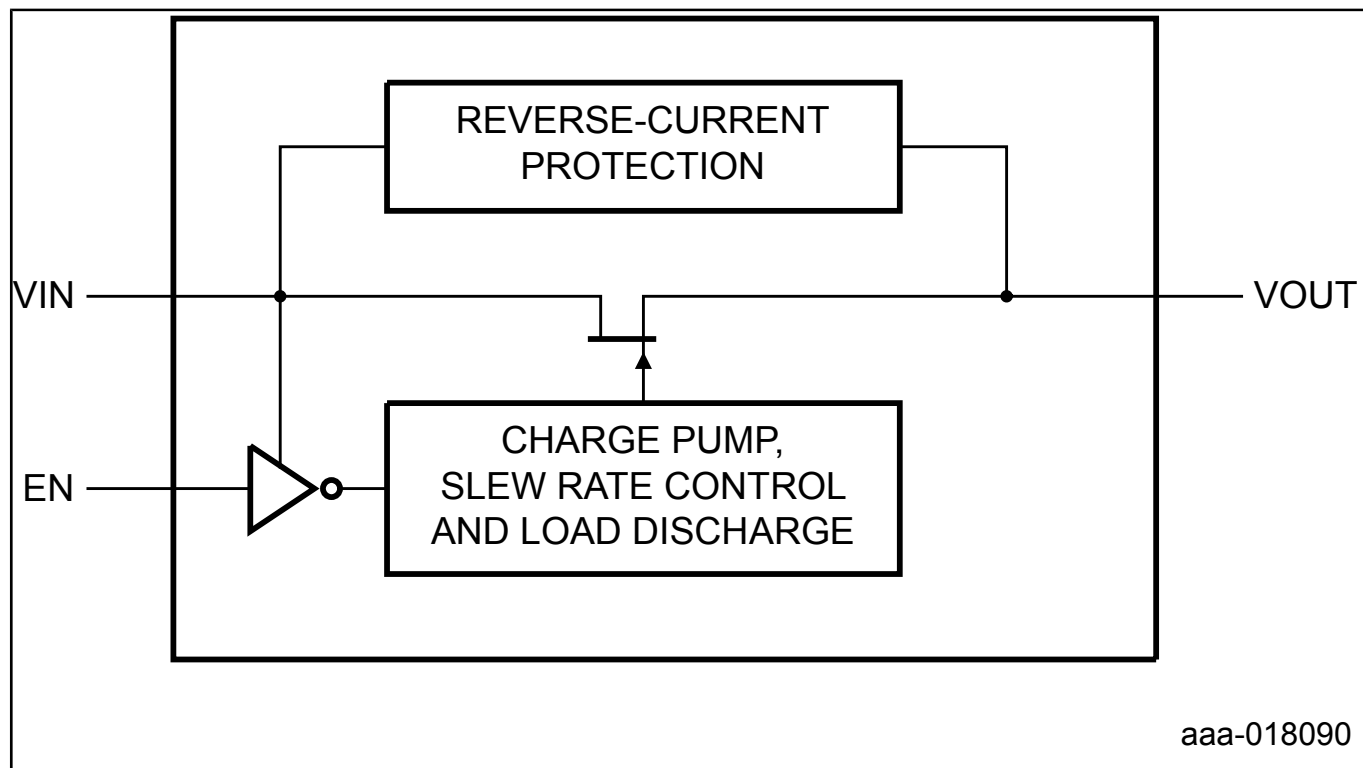 REVERSE-CURRENT
PROTECTION
VIN
VOUT
EN
CHARGE PUMP,
SLEW RATE CONTROL
AND LOAD DISCHARGE
aaa-018090